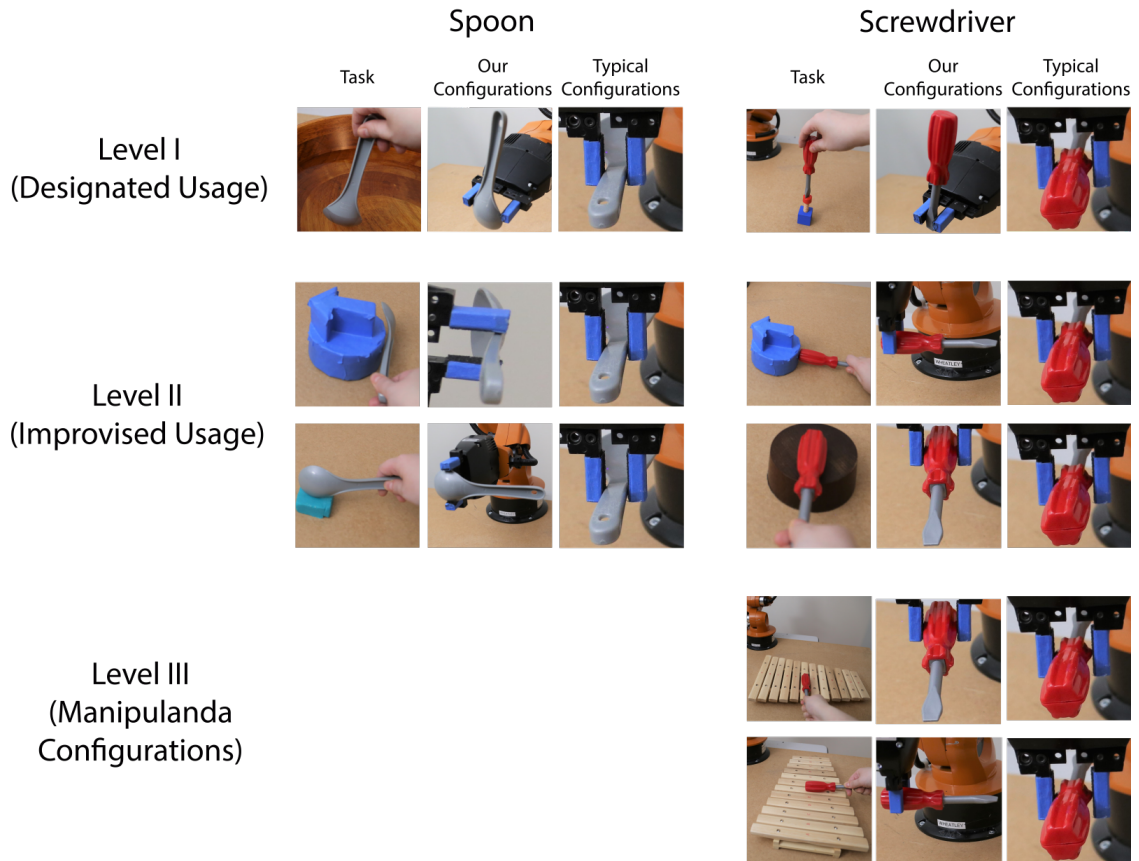 Spoon
Screwdriver
Task
Our
Configurations
Typical
Configurations
Task
Our
Configurations
Typical
Configurations
Level I
(Designated Usage)
Level II
(Improvised Usage)
WHEATLEY
Level III
(Manipulanda
Configurations)
WHEATLEY